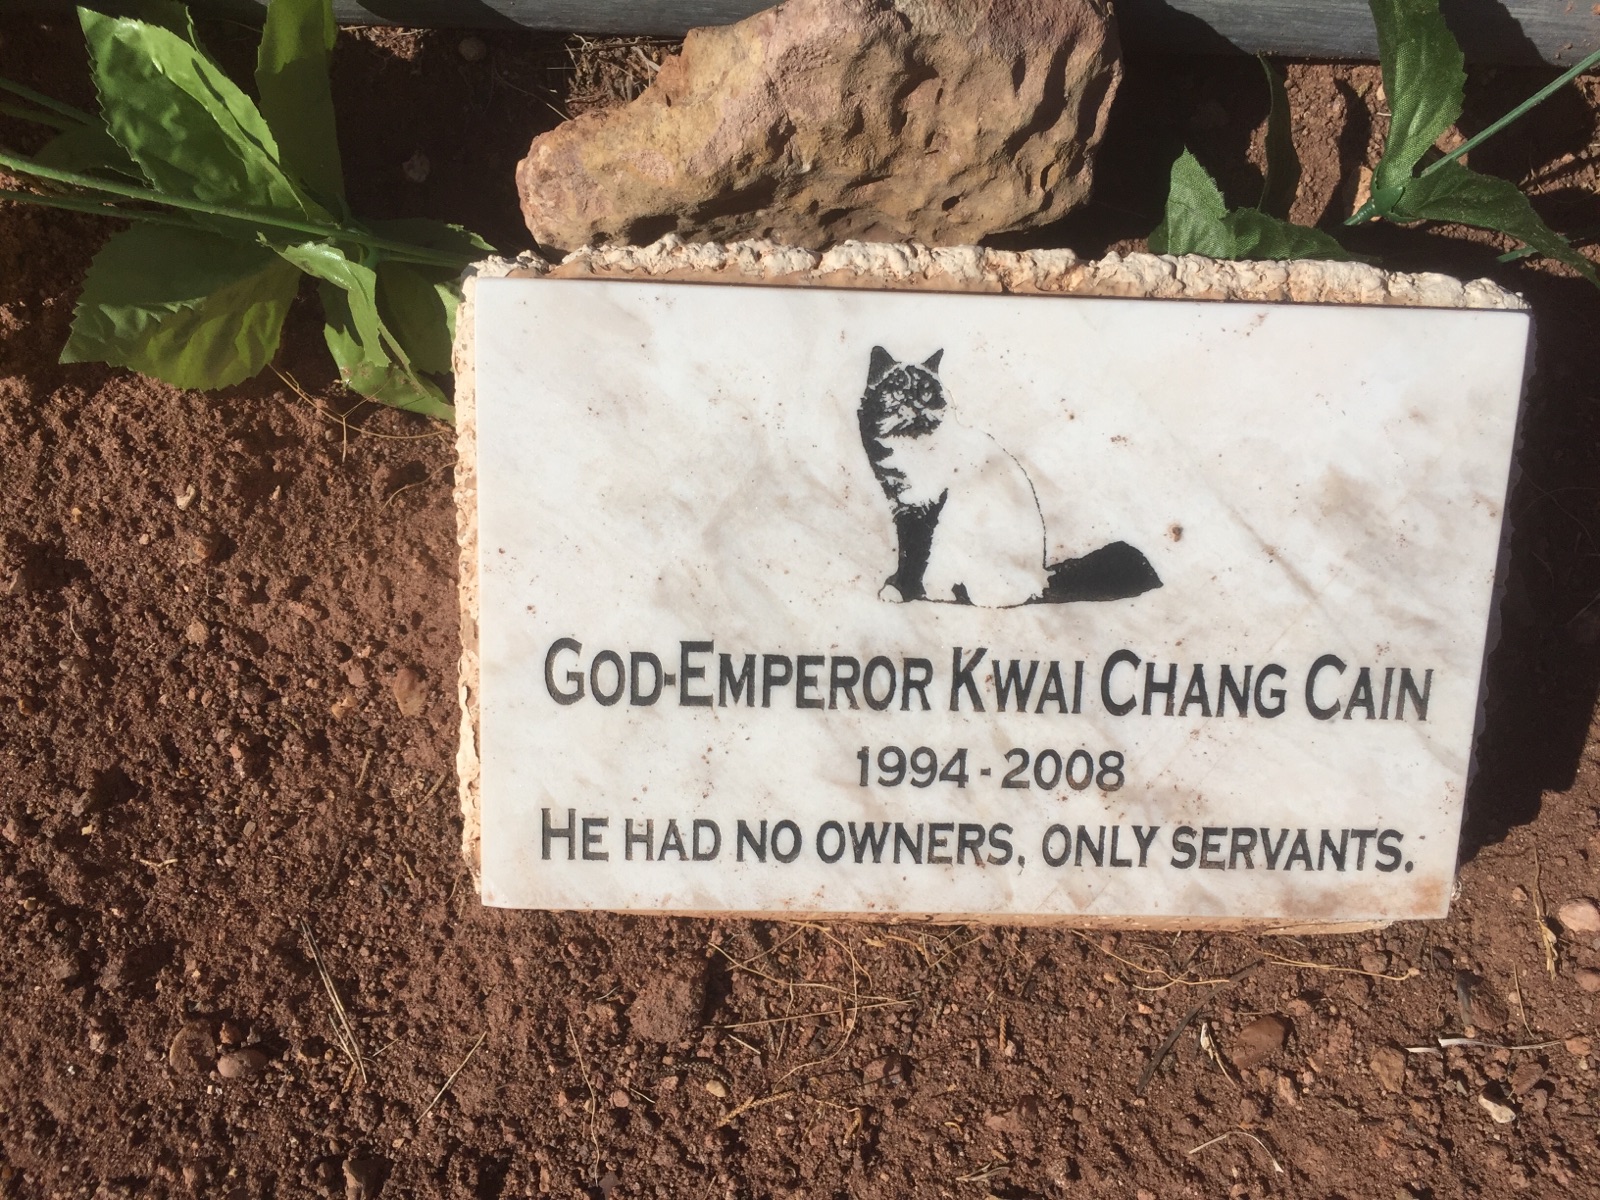 God-Emperor Kwai Chang Cain
1994 - 2008
He had no owners, only servants.